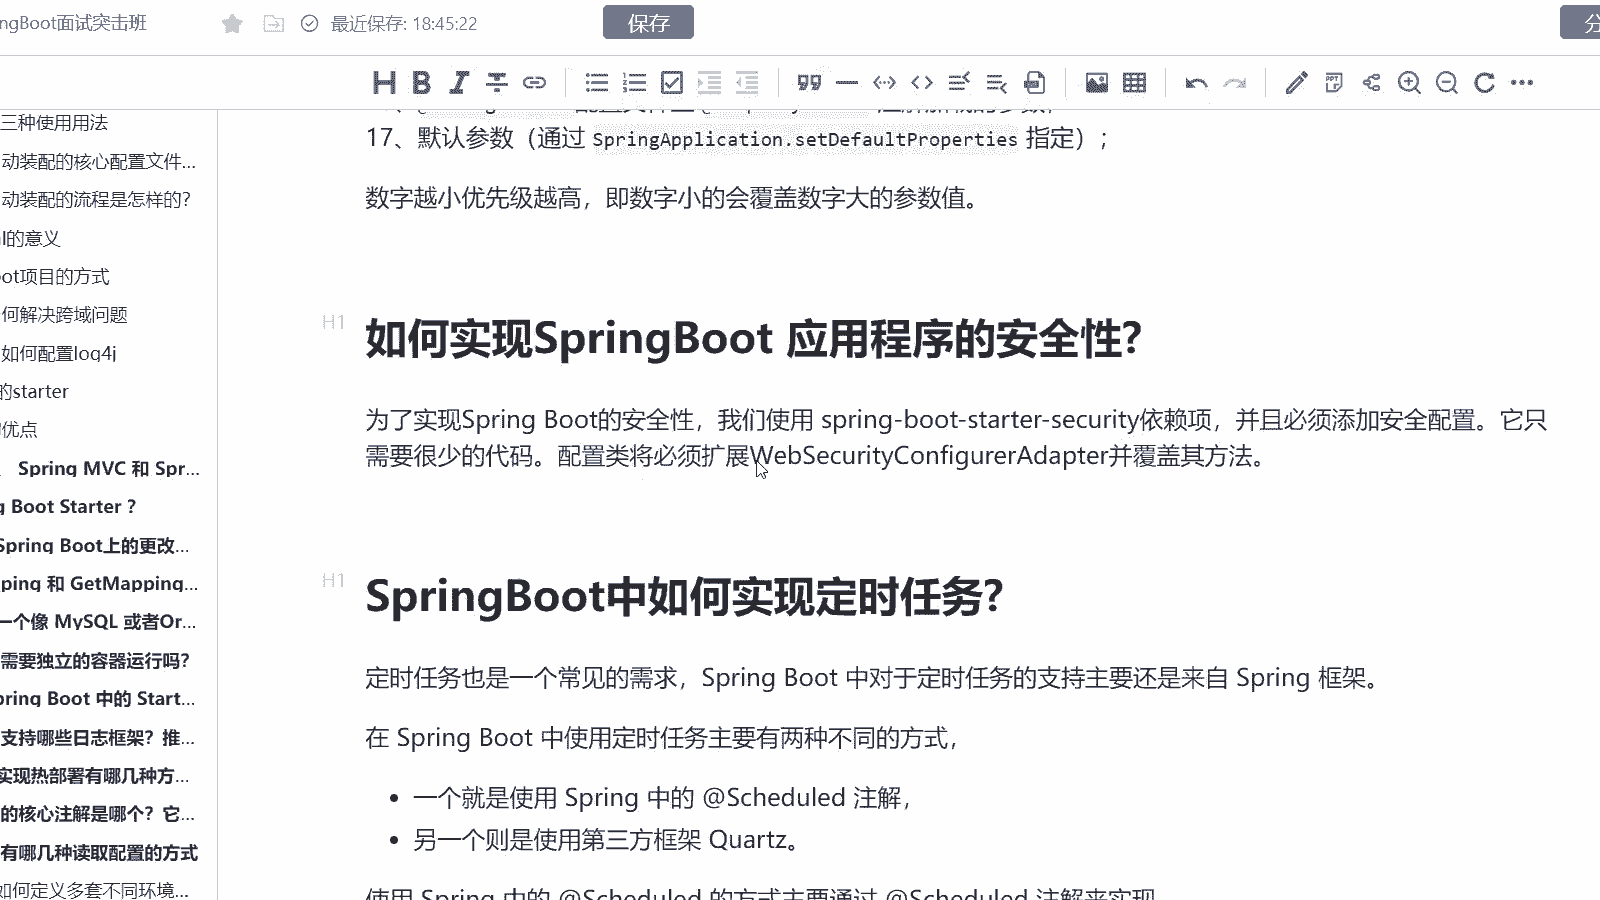 ngBoot面试突击班
最近保存: 18:45:22
保存
分
三种使用用法
动装配的核心配置文件...
动装配的流程是怎样的?
的意义
ot项目的方式
何解决跨域问题
如何配置log4j
的starter
优点
Spring MVC 和 Spr...
g Boot Starter ?
Spring Boot上的更改...
ping 和 GetMapping...
一个像 MySQL 或者Or...
需要独立的容器运行吗?
pring Boot 中的 Start...
支持哪些日志框架? 推...
实现热部署有哪几种方...
的核心注解是哪个? 它...
有哪几种读取配置的方式
如何定义多套不同环境...
17、默认参数（通过 SpringApplication.setDefaultProperties 指定）;
数字越小优先级越高，即数字小的会覆盖数字大的参数值。
H1
如何实现SpringBoot 应用程序的安全性?
为了实现Spring Boot的安全性，我们使用 spring-boot-starter-security依赖项，并且必须添加安全配置。它只
需要很少的代码。配置类将必须扩展WebSecurityConfigurerAdapter并覆盖其方法。
H1
SpringBoot中如何实现定时任务?
定时任务也是一个常见的需求，Spring Boot 中对于定时任务的支持主要还是来自 Spring 框架。
在 Spring Boot 中使用定时任务主要有两种不同的方式，
• 一个就是使用 Spring 中的 @Scheduled 注解，
• 另一个则是使用第三方框架 Quartz。
使用 Spring 中的 @Scheduled 的方式主要通过 @Scheduled 注解来实现